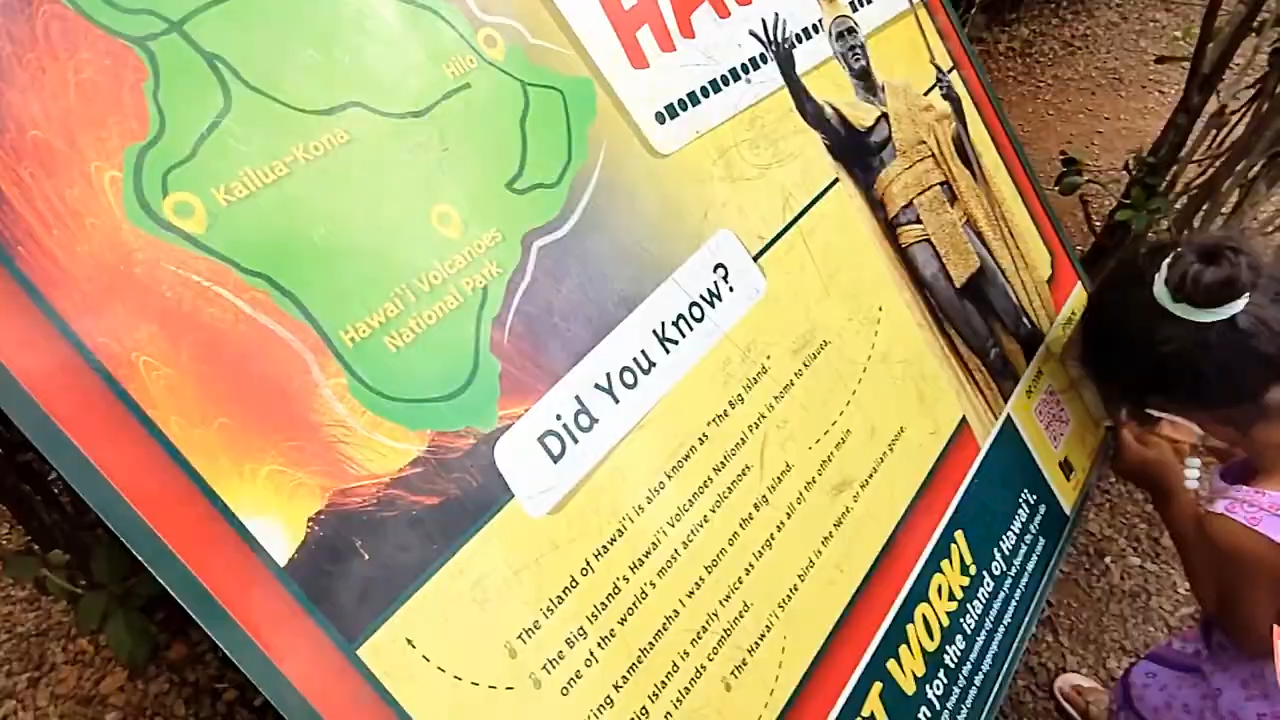 HA
Hilo
Kailua-Kona
Hawai'i Volcanoes
National Park
Did You Know?
The island of Hawai'i is also known as "The Big Island."
The Big Island's Hawai'i Volcanoes National Park is home to Kīlauea,
one of the world's most active volcanoes.
King Kamehameha I was born on the Big Island.
Big Island is nearly twice as large as all of the other main
islands combined.
The Hawai'i State bird is the Nene, or Hawaiian goose.
WORK!
for the island of Hawai'i.